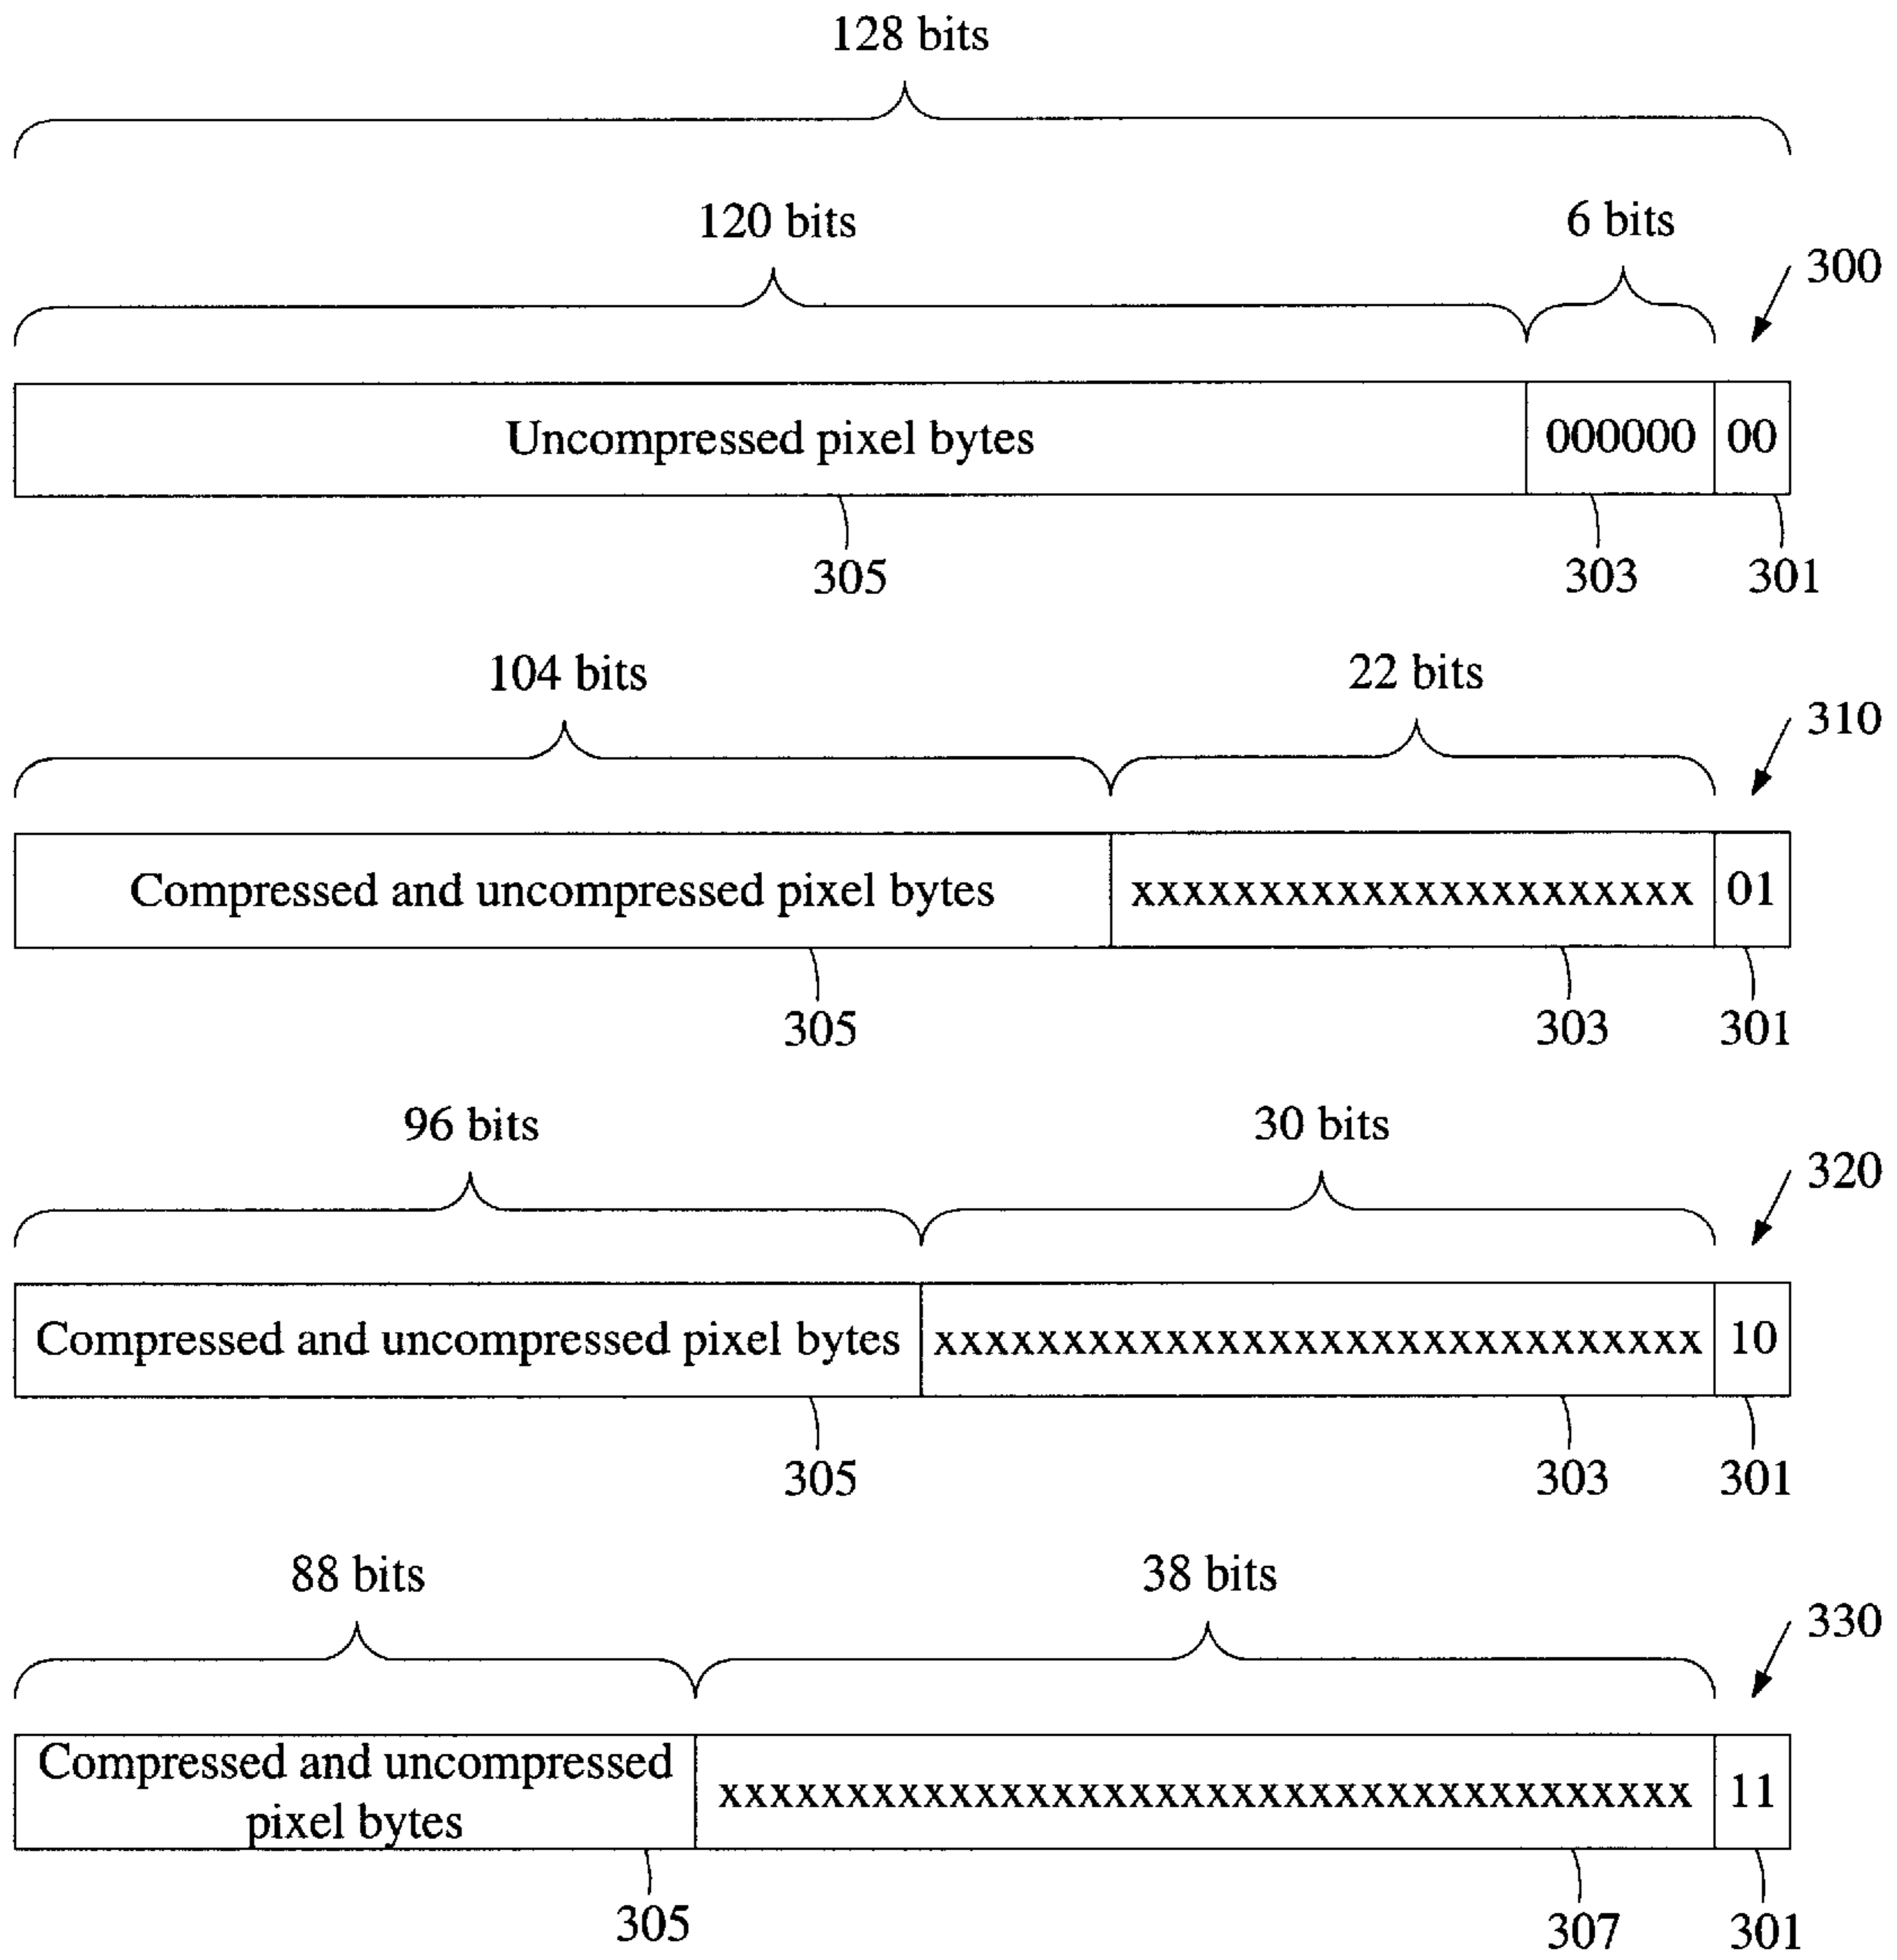 128 bits
120 bits 6 bits
300
Uncompressed pixel bytes 000000 00
305 303 301
104 bits 22 bits
310
Compressed and uncompressed pixel bytes xxxxxxxxxxxxxxxxxxxxxx 01
305 303 301
96 bits 30 bits
320
Compressed and uncompressed pixel bytes xxxxxxxxxxxxxxxxxxxxxxxxxxxxxx 10
305 303 301
88 bits 38 bits
330
Compressed and uncompressed
pixel bytes xxxxxxxxxxxxxxxxxxxxxxxxxxxxxxxxxxxxxx 11
305 307 301